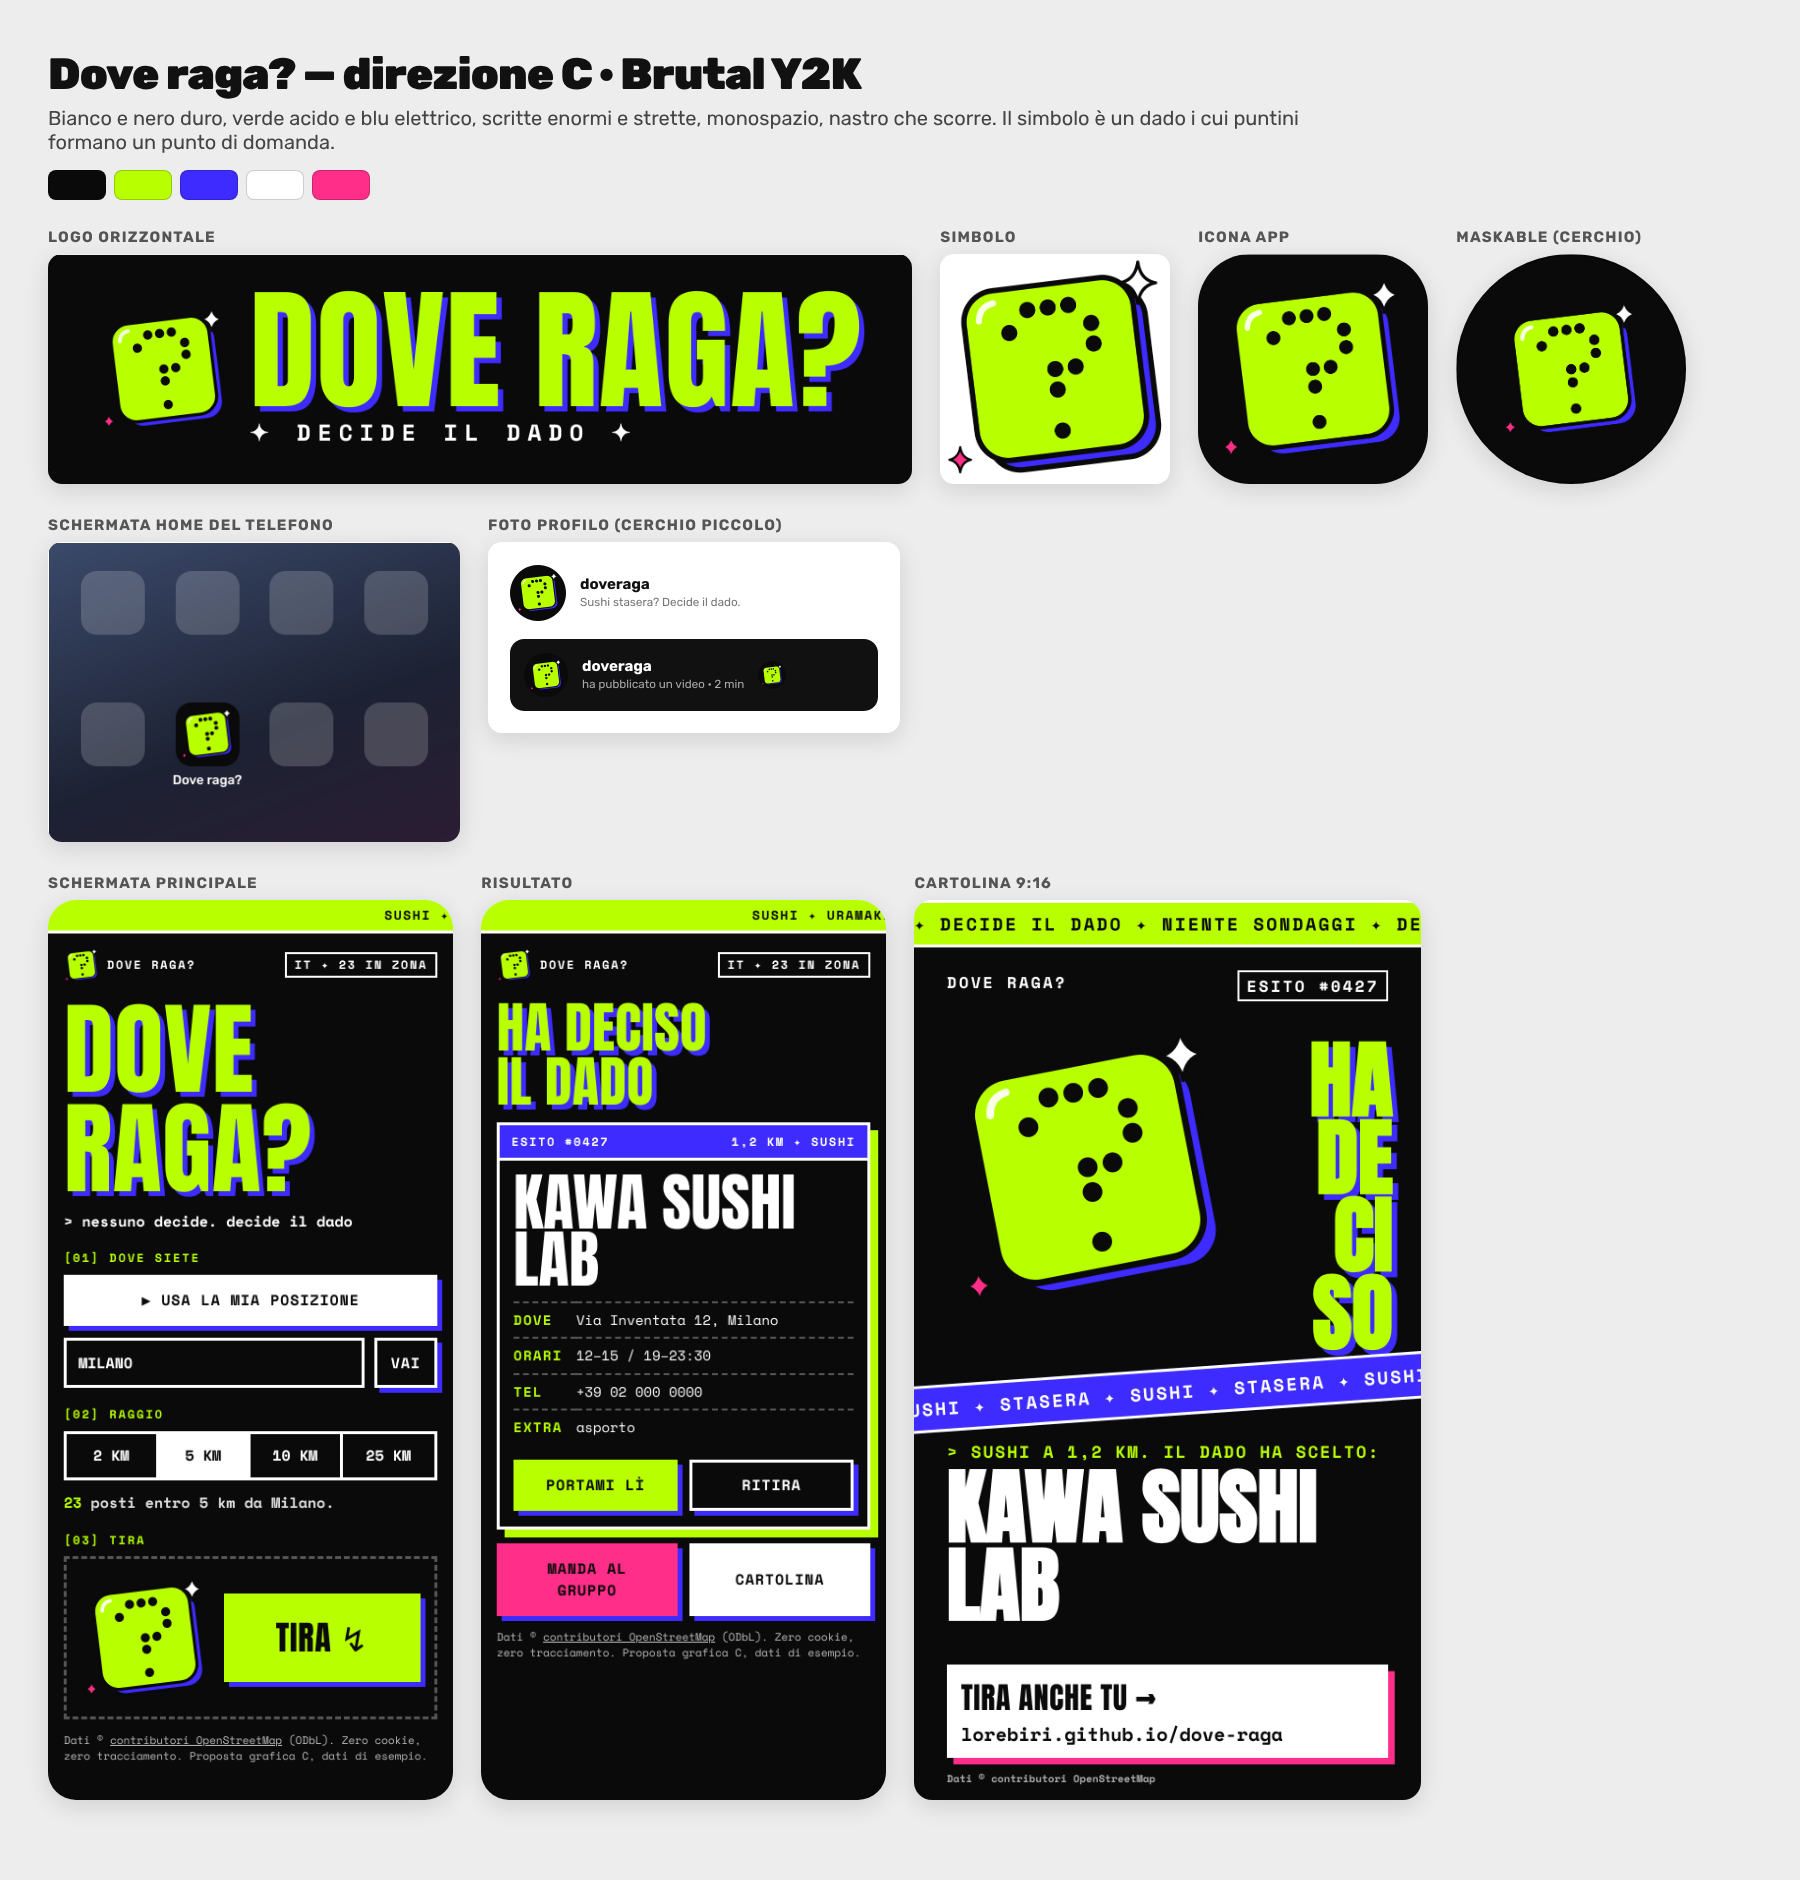 Dove raga? — direzione C • Brutal Y2K
Bianco e nero duro, verde acido e blu elettrico, scritte enormi e strette, monospazio, nastro che scorre. Il simbolo è un dado i cui puntini
formano un punto di domanda.
LOGO ORIZZONTALE
DOVE RAGA?
✦ DECIDE IL DADO ✦
SIMBOLO
ICONA APP
MASKABLE (CERCHIO)
SCHERMATA HOME DEL TELEFONO
Dove raga?
FOTO PROFILO (CERCHIO PICCOLO)
doveraga
Sushi stasera? Decide il dado.
doveraga
ha pubblicato un video • 2 min
SCHERMATA PRINCIPALE
SUSHI ✦
DOVE RAGA?
IT ✦ 23 IN ZONA
DOVE
RAGA?
> nessuno decide. decide il dado
[01] DOVE SIETE
▶ USA LA MIA POSIZIONE
MILANO
VAI
[02] RAGGIO
2 KM
5 KM
10 KM
25 KM
23 posti entro 5 km da Milano.
[03] TIRA
TIRA ↯
Dati © contributori OpenStreetMap (ODbL). Zero cookie,
zero tracciamento. Proposta grafica C, dati di esempio.
RISULTATO
SUSHI ✦ URAMAK
DOVE RAGA?
IT ✦ 23 IN ZONA
HA DECISO
IL DADO
ESITO #0427
1,2 KM ✦ SUSHI
KAWA SUSHI
LAB
DOVE Via Inventata 12, Milano
ORARI 12–15 / 19–23:30
TEL +39 02 000 0000
EXTRA asporto
PORTAMI LÌ
RITIRA
MANDA AL
GRUPPO
CARTOLINA
Dati © contributori OpenStreetMap (ODbL). Zero cookie,
zero tracciamento. Proposta grafica C, dati di esempio.
CARTOLINA 9:16
✦ DECIDE IL DADO ✦ NIENTE SONDAGGI ✦ DE
DOVE RAGA?
ESITO #0427
HA
DE
CI
SO
USHI ✦ STASERA ✦ SUSHI ✦ STASERA ✦ SUSHI
> SUSHI A 1,2 KM. IL DADO HA SCELTO:
KAWA SUSHI
LAB
TIRA ANCHE TU →
lorebiri.github.io/dove-raga
Dati © contributori OpenStreetMap